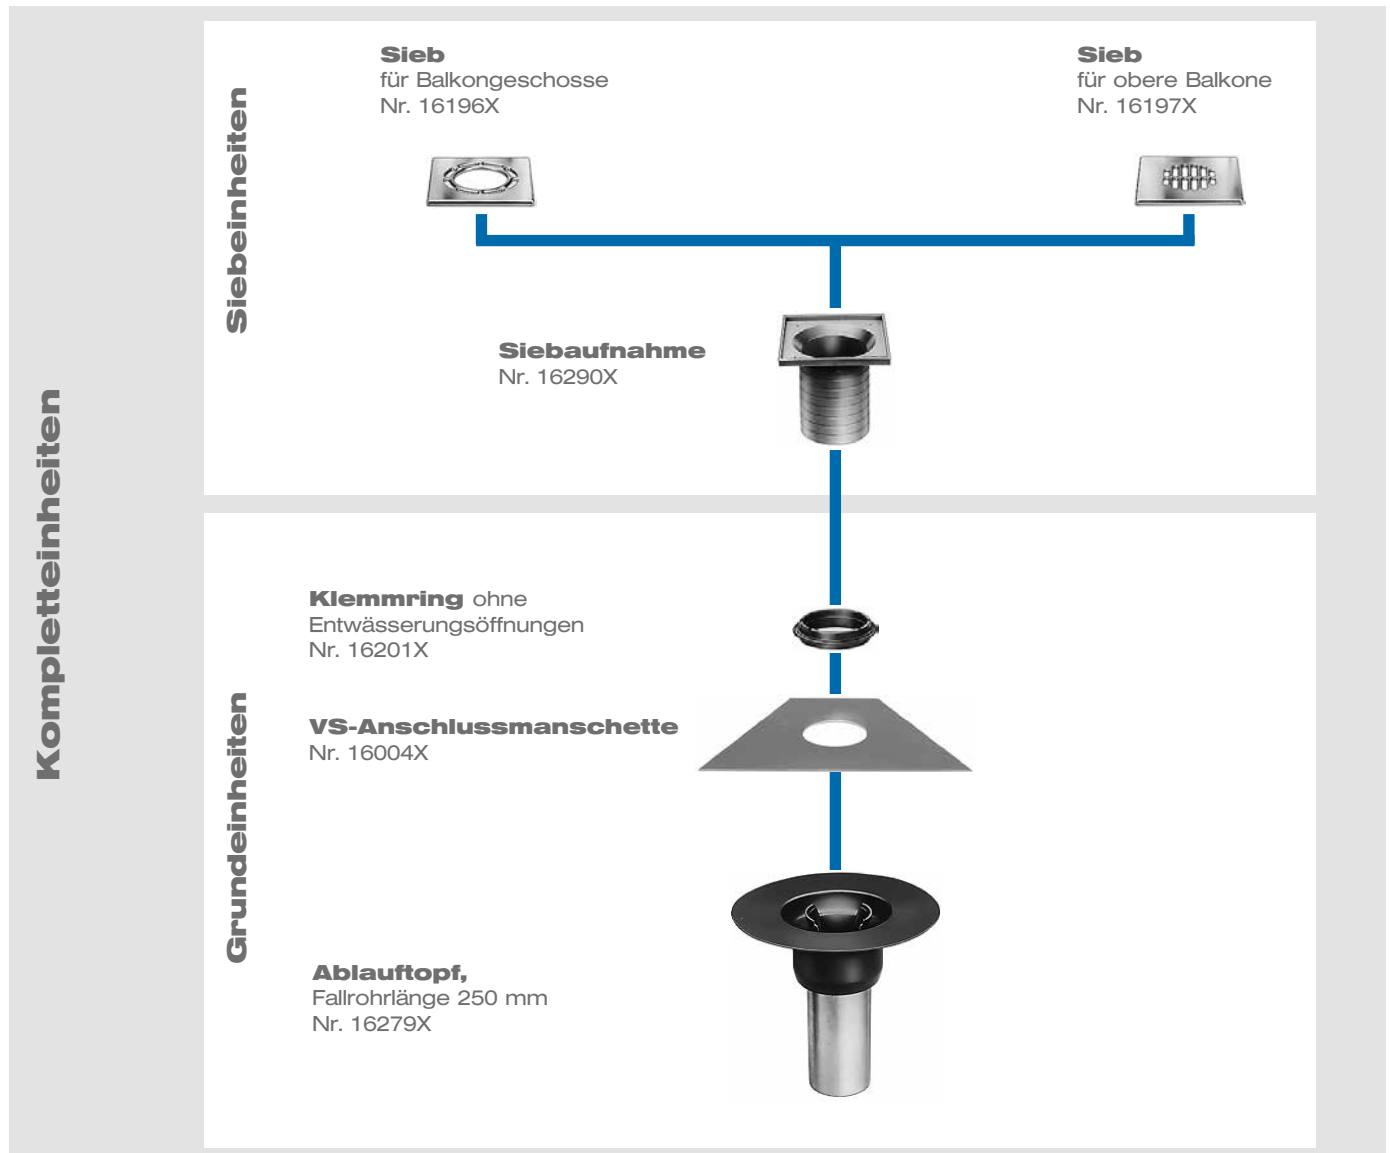 Kompletteinheiten
Siebeinheiten
Sieb
für Balkongeschosse
Nr. 16196X
Sieb
für obere Balkone
Nr. 16197X
Siebaufnahme
Nr. 16290X
Grundeinheiten
Klemmring ohne
Entwässerungsöffnungen
Nr. 16201X
VS-Anschlussmanschette
Nr. 16004X
Ablauftopf,
Fallrohrlänge 250 mm
Nr. 16279X